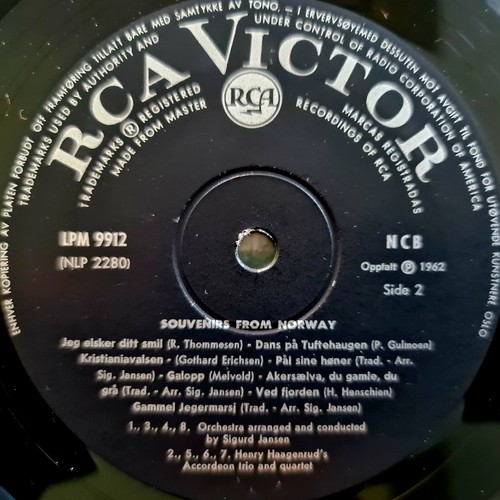 ENHVER KOPIERING AV PLATEN FORBUDT OFF FRAMFØRING TILLATT BARE MED SAMTYKKE AV TONO. – I ERVERVSØYEMED DESSUTEN MOT AVGIFT TIL FOND FOR UTØVENDE KUNSTNERE, OSLO
TRADEMARKS USED BY AUTHORITY AND UNDER CONTROL OF RADIO CORPORATION OF AMERICA
RCA VICTOR
TRADEMARKS ® REGISTERED
MARCAS REGISTRADAS
MADE FROM MASTER RECORDINGS OF RCA
RCA
LPM 9912
(NLP 2280)
NCB
Oppfatt Ⓟ 1962
Side 2
SOUVENIRS FROM NORWAY
Jeg elsker ditt smil (R. Thommesen) - Dans på Tuftehaugen (P. Gulmoen)
Kristianiavalsen - (Gothard Erichsen) - Pål sine høner (Trad. - Arr.
Sig. Jansen) - Galopp (Melvold) - Akersælva, du gamle, du
grå (Trad. - Arr. Sig. Jansen) - Ved fjorden (H. Henschien)
Gammel Jegermarsj (Trad. - Arr. Sig. Jansen)
1., 3., 4., 8. Orchestra arranged and conducted
by Sigurd Jansen
2., 5., 6., 7. Henry Haagenrud's
Accordeon trio and quartet